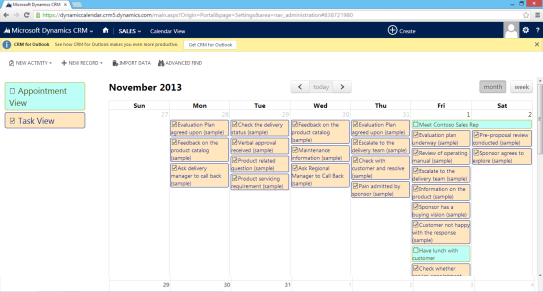 Microsoft Dynamics CRM
https://dynamiccalendar.crm5.dynamics.com/main.aspx?Origin=Portal&page=Settings&area=nav_administration#838721980
Microsoft Dynamics CRM
SALES
Calendar View
Create
CRM for Outlook See how CRM for Outlook makes you even more productive. Get CRM for Outlook
NEW ACTIVITY
NEW RECORD
IMPORT DATA
ADVANCED FIND
Appointment
View
Task View
November 2013
today
month week
Sun Mon Tue Wed Thu Fri Sat
27 28 29 30 31 1 2
Evaluation Plan
agreed upon (sample)
Feedback on the
product catalog
(sample)
Ask delivery
manager to call back
(sample)
Check the delivery
status (sample)
Verbal approval
received (sample)
Product related
question (sample)
Product servicing
requirement (sample)
Feedback on the
product catalog
(sample)
Maintenance
information (sample)
Ask Regional
Manager to Call Back
(sample)
Evaluation Plan
agreed upon (sample)
Escalate to the
delivery team (sample)
Check with
customer and resolve
(sample)
Pain admitted by
sponsor (sample)
Meet Contoso Sales Rep
Evaluation plan
underway (sample)
Review of operating
manual (sample)
Escalate to the
delivery team (sample)
Information on the
product (sample)
Sponsor has a
buying vision (sample)
Customer not happy
with the response
(sample)
Have lunch with
customer
Check whether
Pre-proposal review
conducted (sample)
Sponsor agrees to
explore (sample)
29 30 31 1 2 3 4